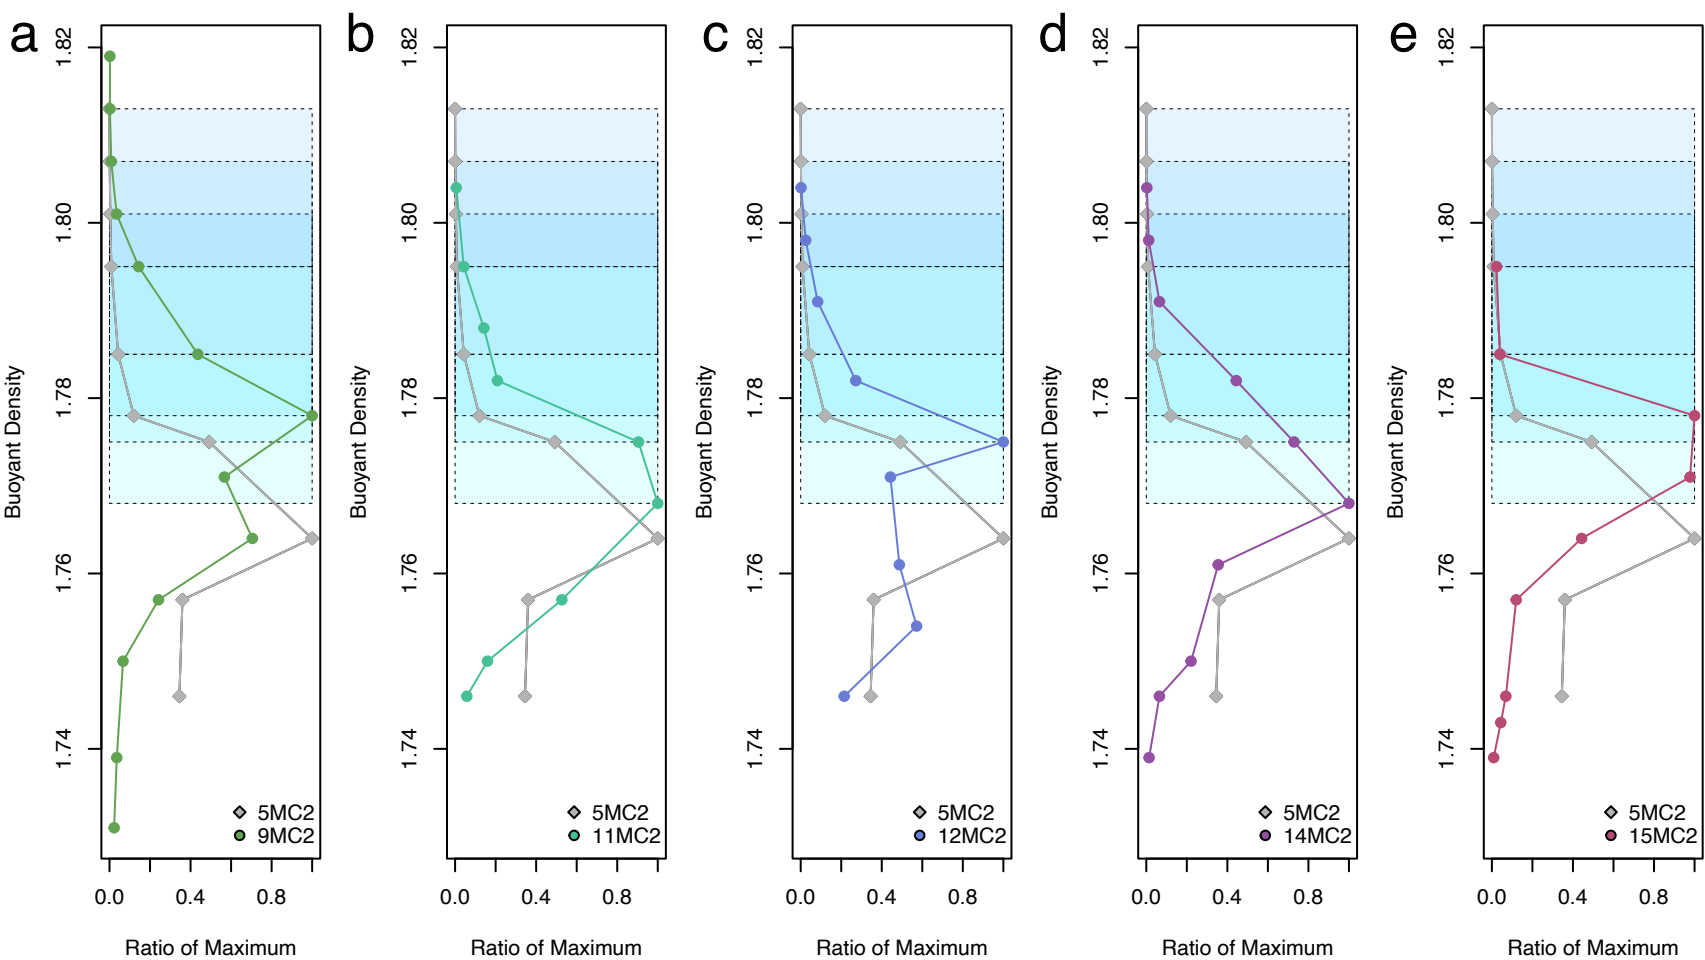 a
b
c
d
e
1.82
1.80
1.78
1.76
1.74
Buoyant Density
5MC2
9MC2
0.0 0.4 0.8
Ratio of Maximum
1.82
1.80
1.78
1.76
1.74
Buoyant Density
5MC2
11MC2
0.0 0.4 0.8
Ratio of Maximum
1.82
1.80
1.78
1.76
1.74
Buoyant Density
5MC2
12MC2
0.0 0.4 0.8
Ratio of Maximum
1.82
1.80
1.78
1.76
1.74
Buoyant Density
5MC2
14MC2
0.0 0.4 0.8
Ratio of Maximum
1.82
1.80
1.78
1.76
1.74
Buoyant Density
5MC2
15MC2
0.0 0.4 0.8
Ratio of Maximum